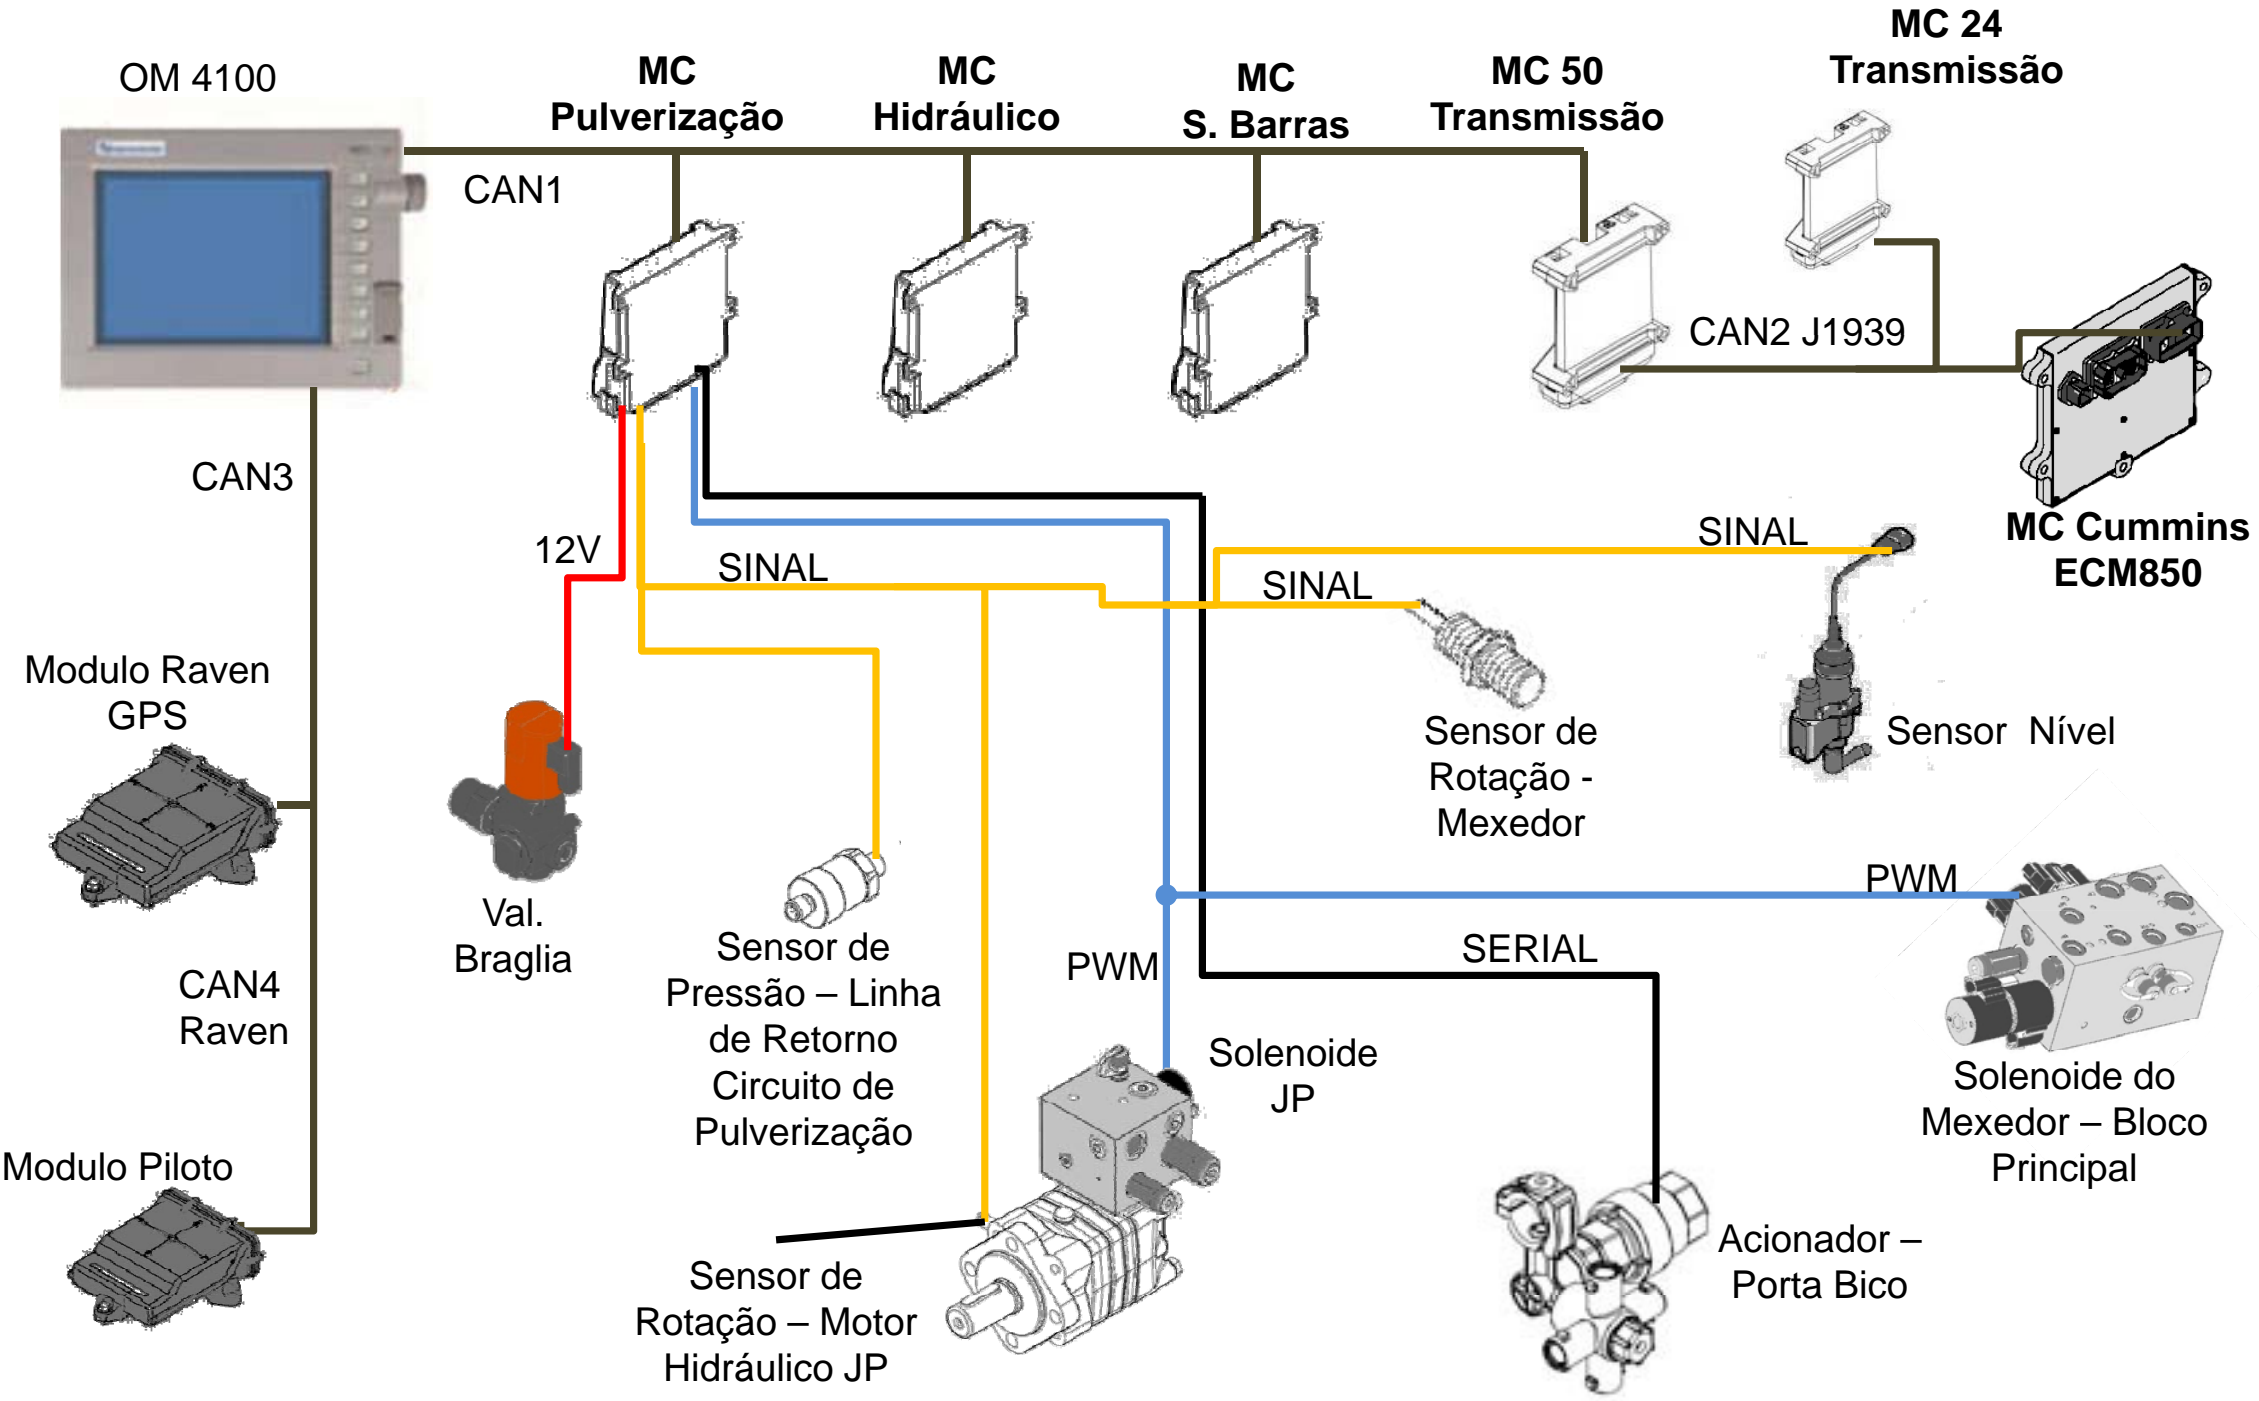 OM 4100
MC
Pulverização
MC
Hidráulico
MC
S. Barras
MC 50
Transmissão
MC 24
Transmissão
CAN1
CAN2 J1939
MC Cummins
ECM850
CAN3
12V
SINAL
SINAL
SINAL
Modulo Raven
GPS
Val.
Braglia
Sensor de
Pressão – Linha
de Retorno
Circuito de
Pulverização
Sensor de
Rotação -
Mexedor
Sensor  Nível
PWM
PWM
SERIAL
CAN4
Raven
Solenoide
JP
Solenoide do
Mexedor – Bloco
Principal
Modulo Piloto
Sensor de
Rotação – Motor
Hidráulico JP
Acionador –
Porta Bico